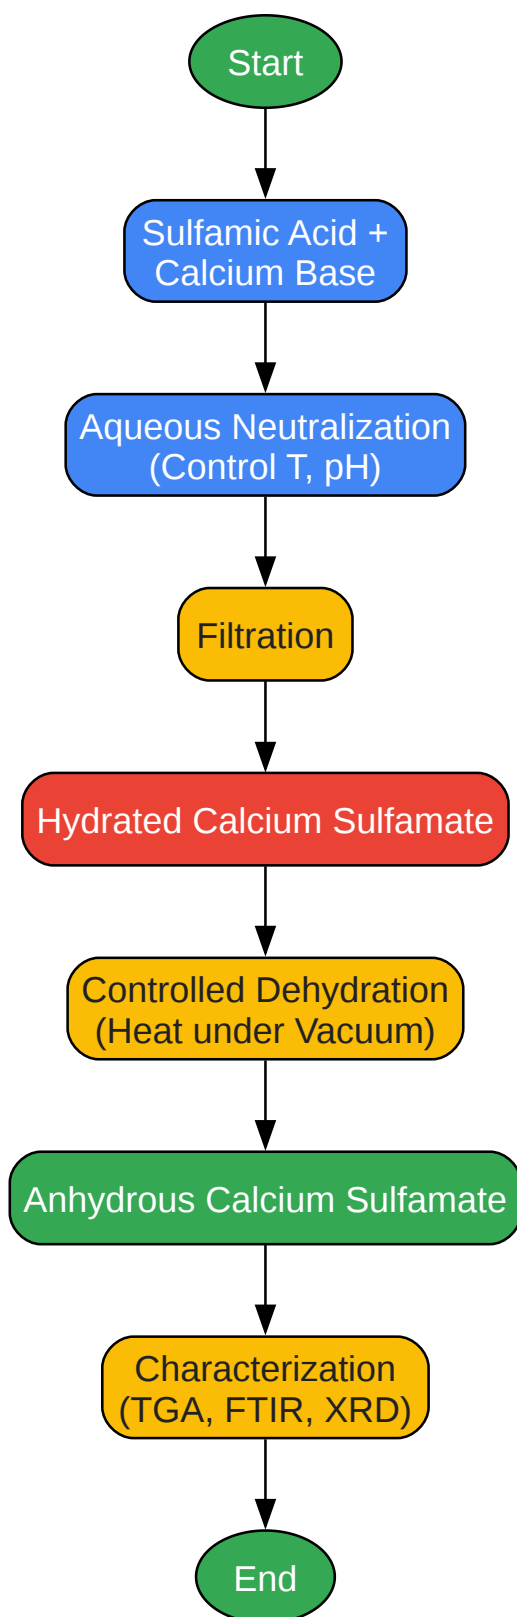 Start
Sulfamic Acid +
Calcium Base
Aqueous Neutralization
(Control T, pH)
Filtration
Hydrated Calcium Sulfamate
Controlled Dehydration
(Heat under Vacuum)
Anhydrous Calcium Sulfamate
Characterization
(TGA, FTIR, XRD)
End